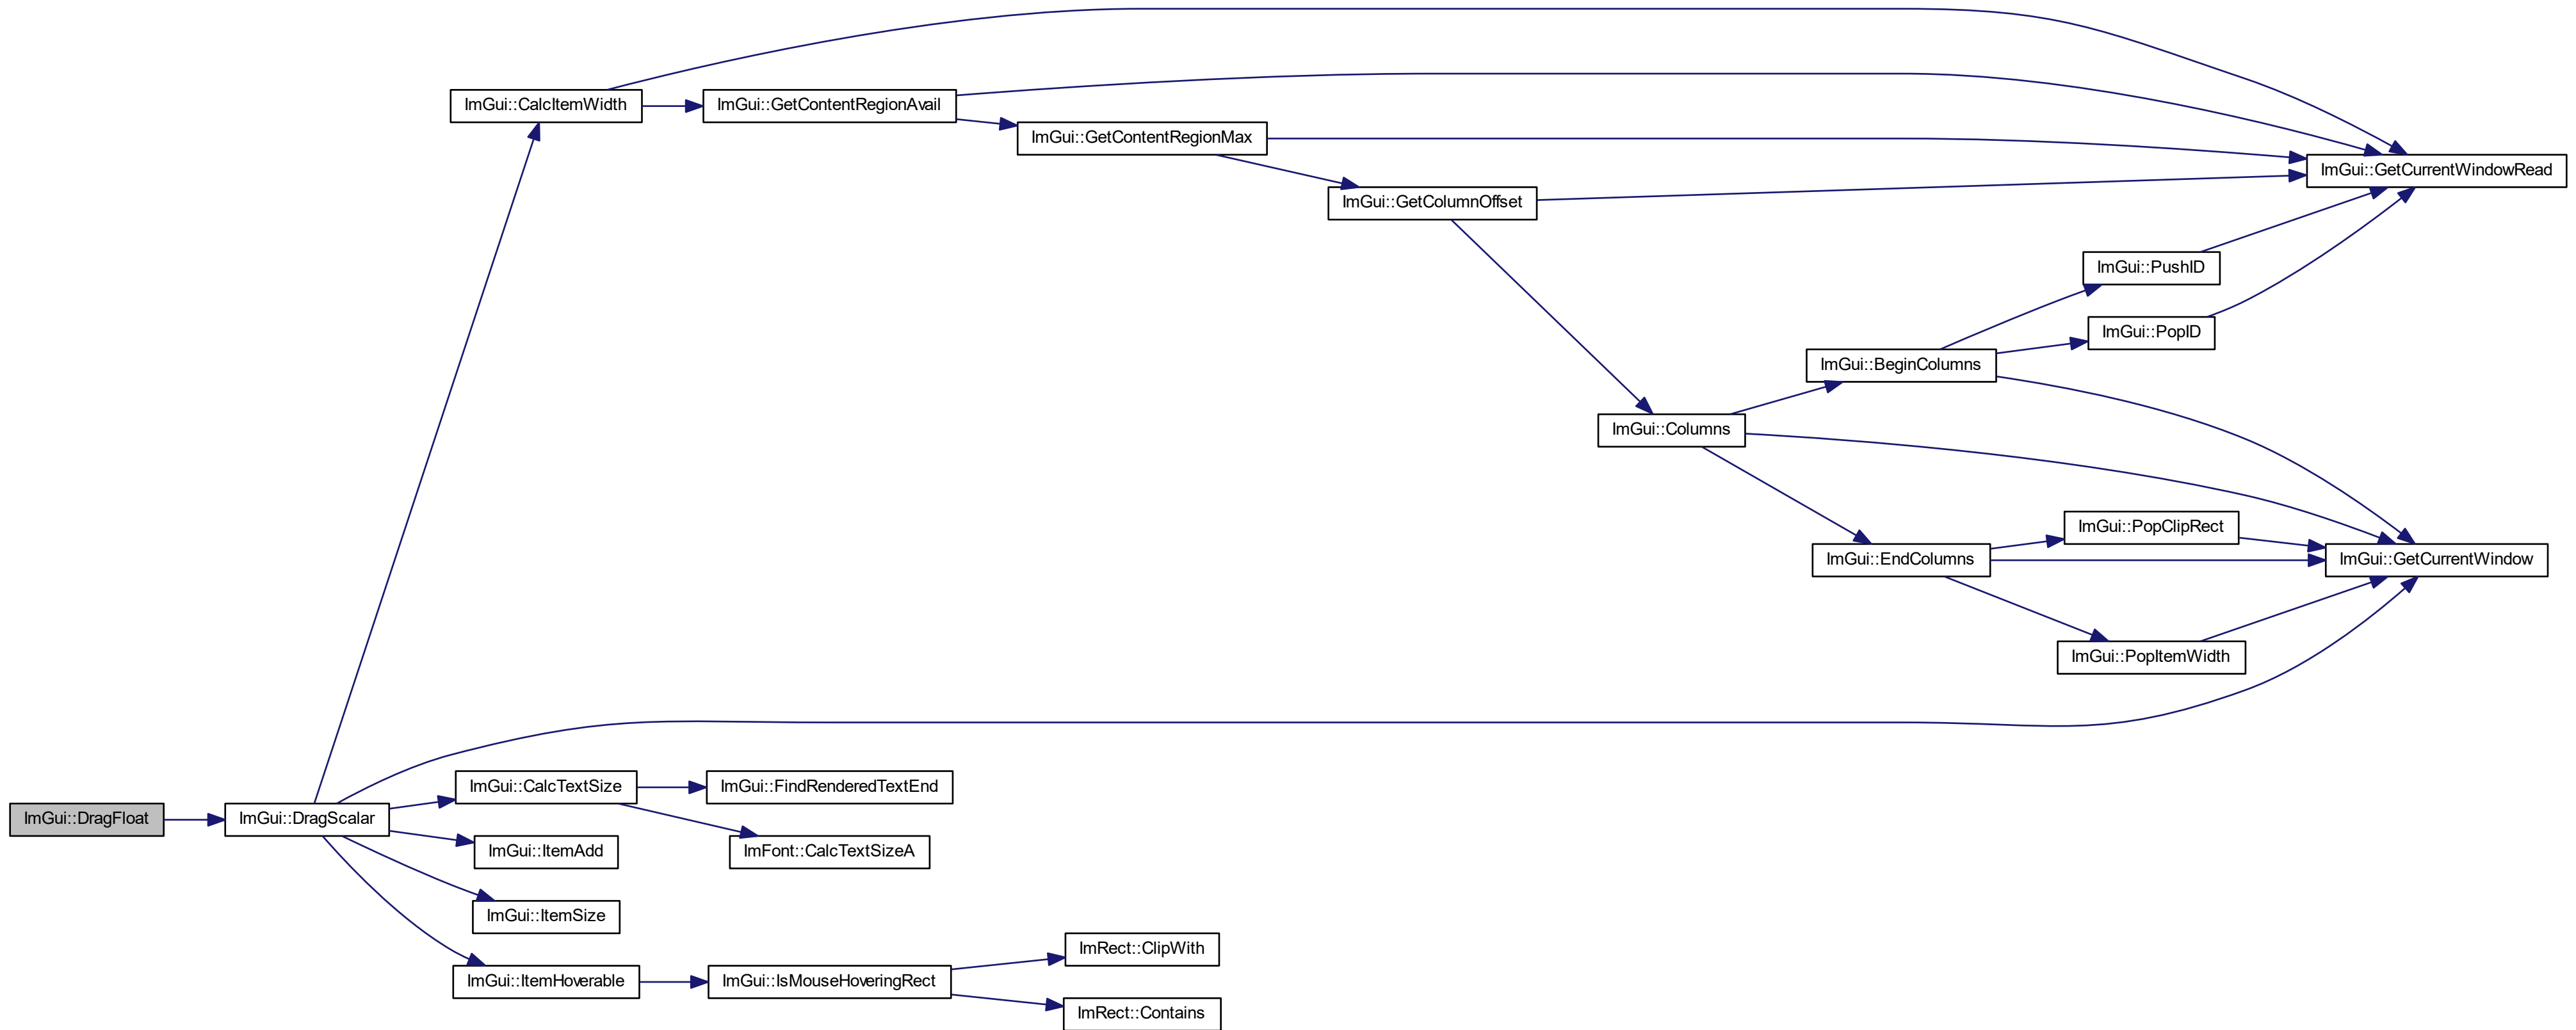 ImGui::CalcItemWidth
ImGui::GetContentRegionAvail
ImGui::GetContentRegionMax
ImGui::GetCurrentWindowRead
ImGui::GetColumnOffset
ImGui::PushID
ImGui::PopID
ImGui::BeginColumns
ImGui::Columns
ImGui::PopClipRect
ImGui::EndColumns
ImGui::GetCurrentWindow
ImGui::PopItemWidth
ImGui::CalcTextSize
ImGui::FindRenderedTextEnd
ImGui::DragFloat
ImGui::DragScalar
ImGui::ItemAdd
ImFont::CalcTextSizeA
ImGui::ItemSize
ImRect::ClipWith
ImGui::ItemHoverable
ImGui::IsMouseHoveringRect
ImRect::Contains